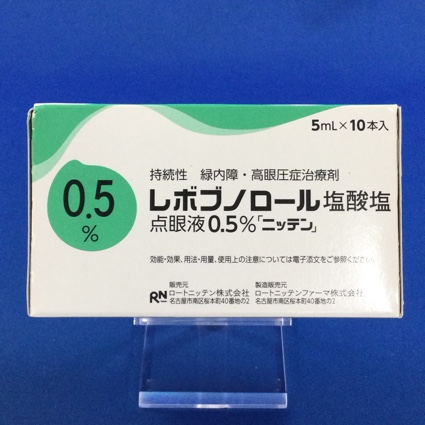 5mL×10本入
持続性 緑内障・高眼圧症治療剤
0.5%
レボブノロール塩酸塩
点眼液0.5%「ニッテン」
効能・効果、用法・用量、使用上の注意については電子添文をご参照ください
RN
販売元
ロートニッテン株式会社
名古屋市南区桜本町40番地の2
製造販売元
ロートニッテンファーマ株式会社
名古屋市南区桜本町40番地の2